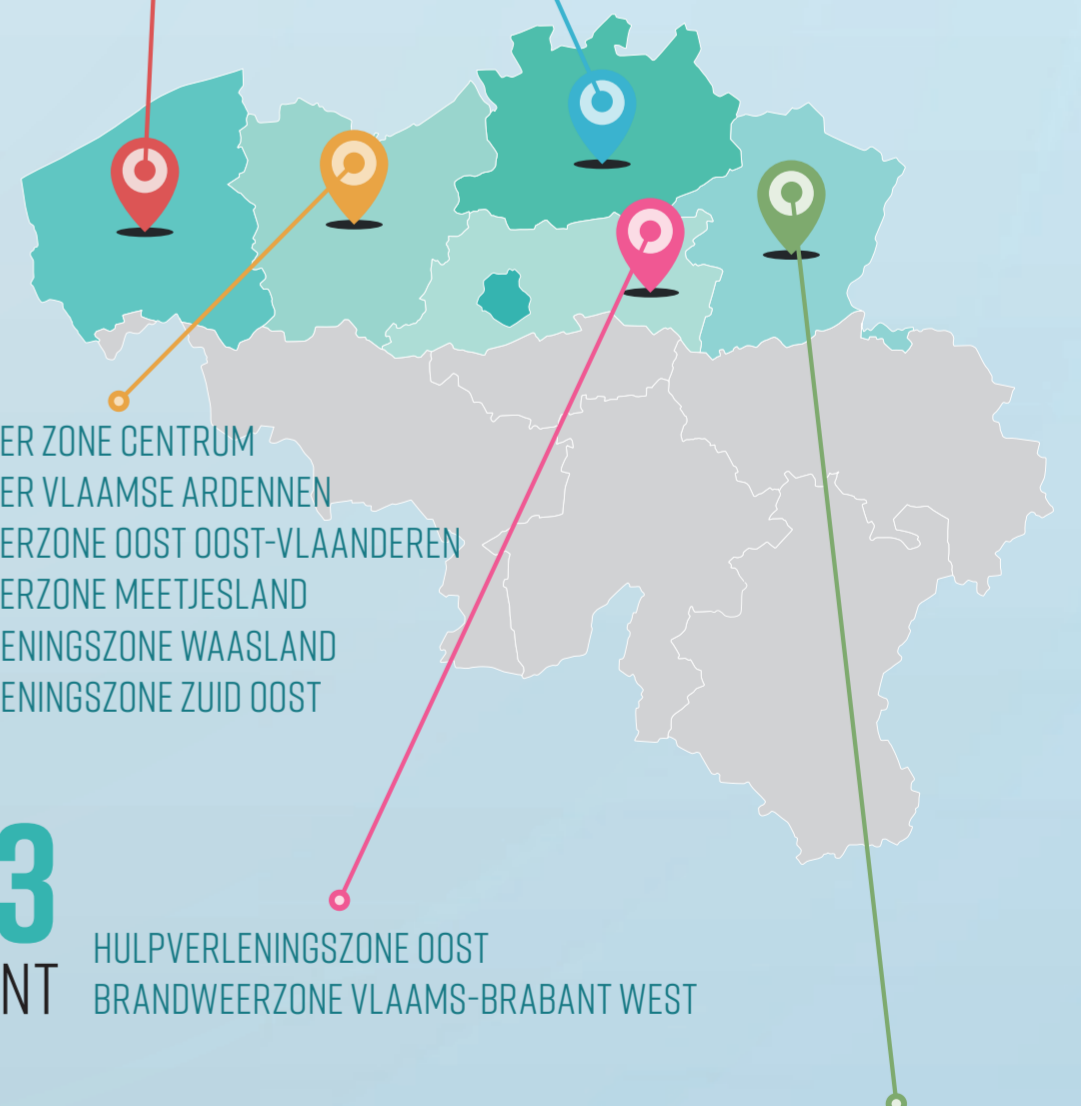 ER ZONE CENTRUM
ER VLAAMSE ARDENNEN
ERZONE OOST OOST-VLAANDEREN
ERZONE MEETJESLAND
ENINGSZONE WAASLAND
ENINGSZONE ZUID OOST
3
NT
HULPVERLENINGSZONE OOST
BRANDWEERZONE VLAAMS-BRABANT WEST